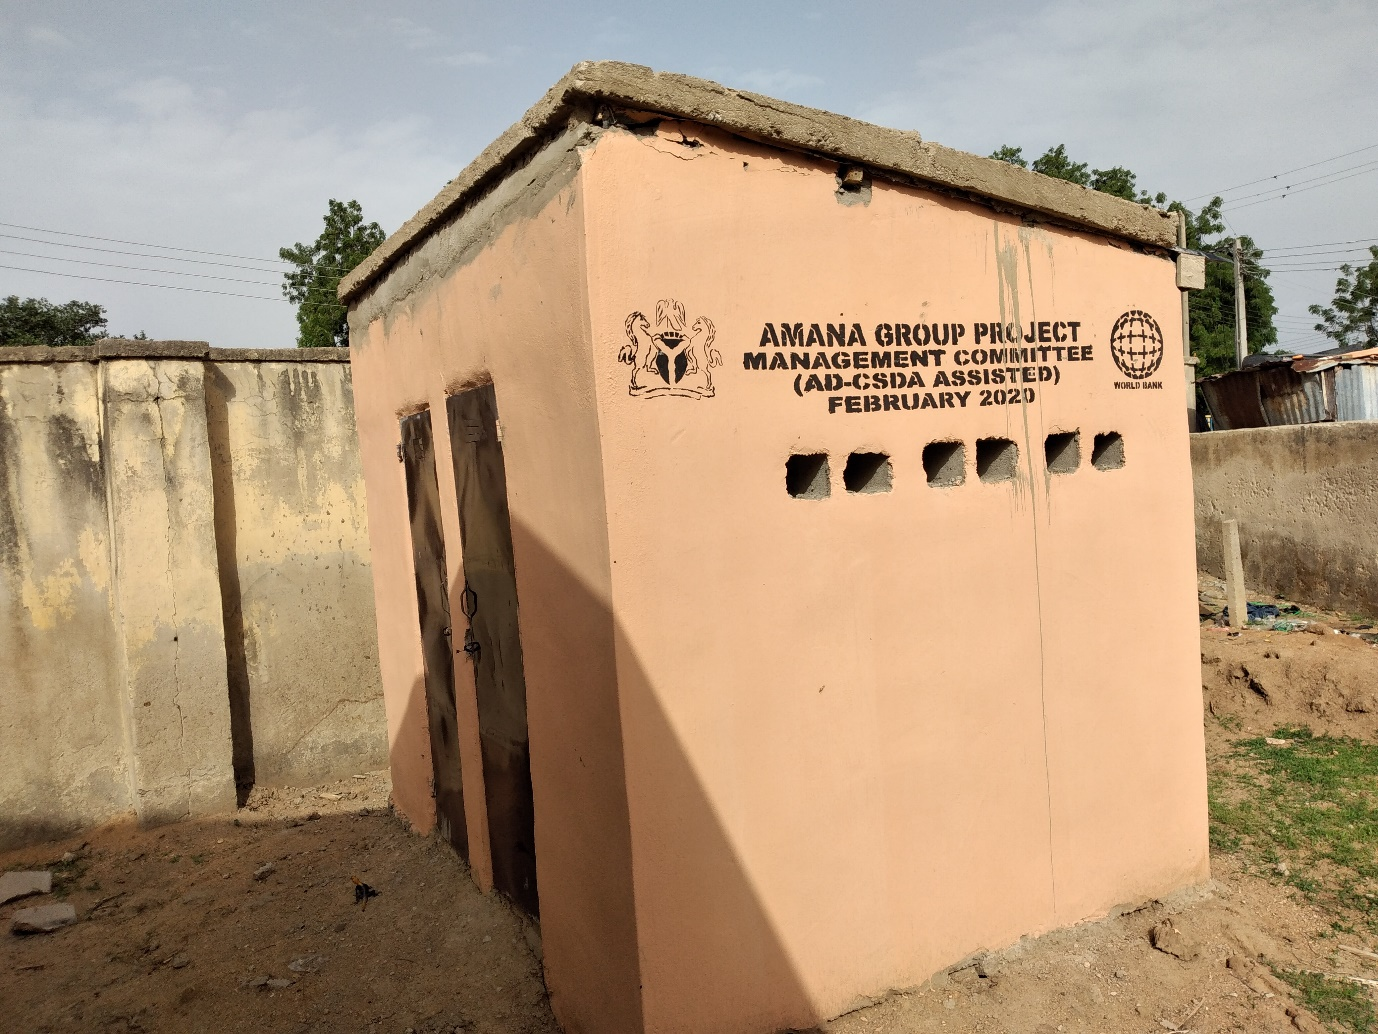 AMANA GROUP PROJECT
MANAGEMENT COMMITTEE
(AD-CSDA ASSISTED)
FEBRUARY 2020
WORLD BANK